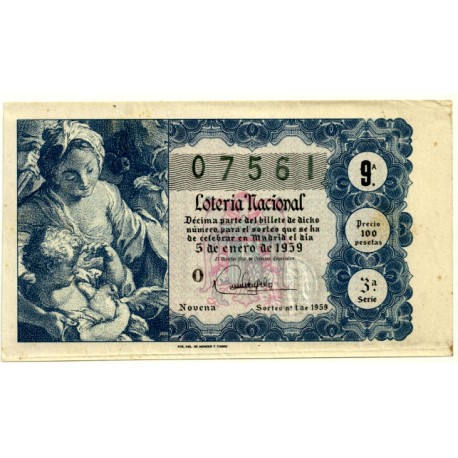 07561
9ª
Lotería Nacional
Décima parte del billete de dicho
número, para el sorteo que se ha
de celebrar en Madrid el día
5 de enero de 1959
Precio
100
pesetas
0
3ª
Serie
Novena
Sorteo nº 1 de 1959